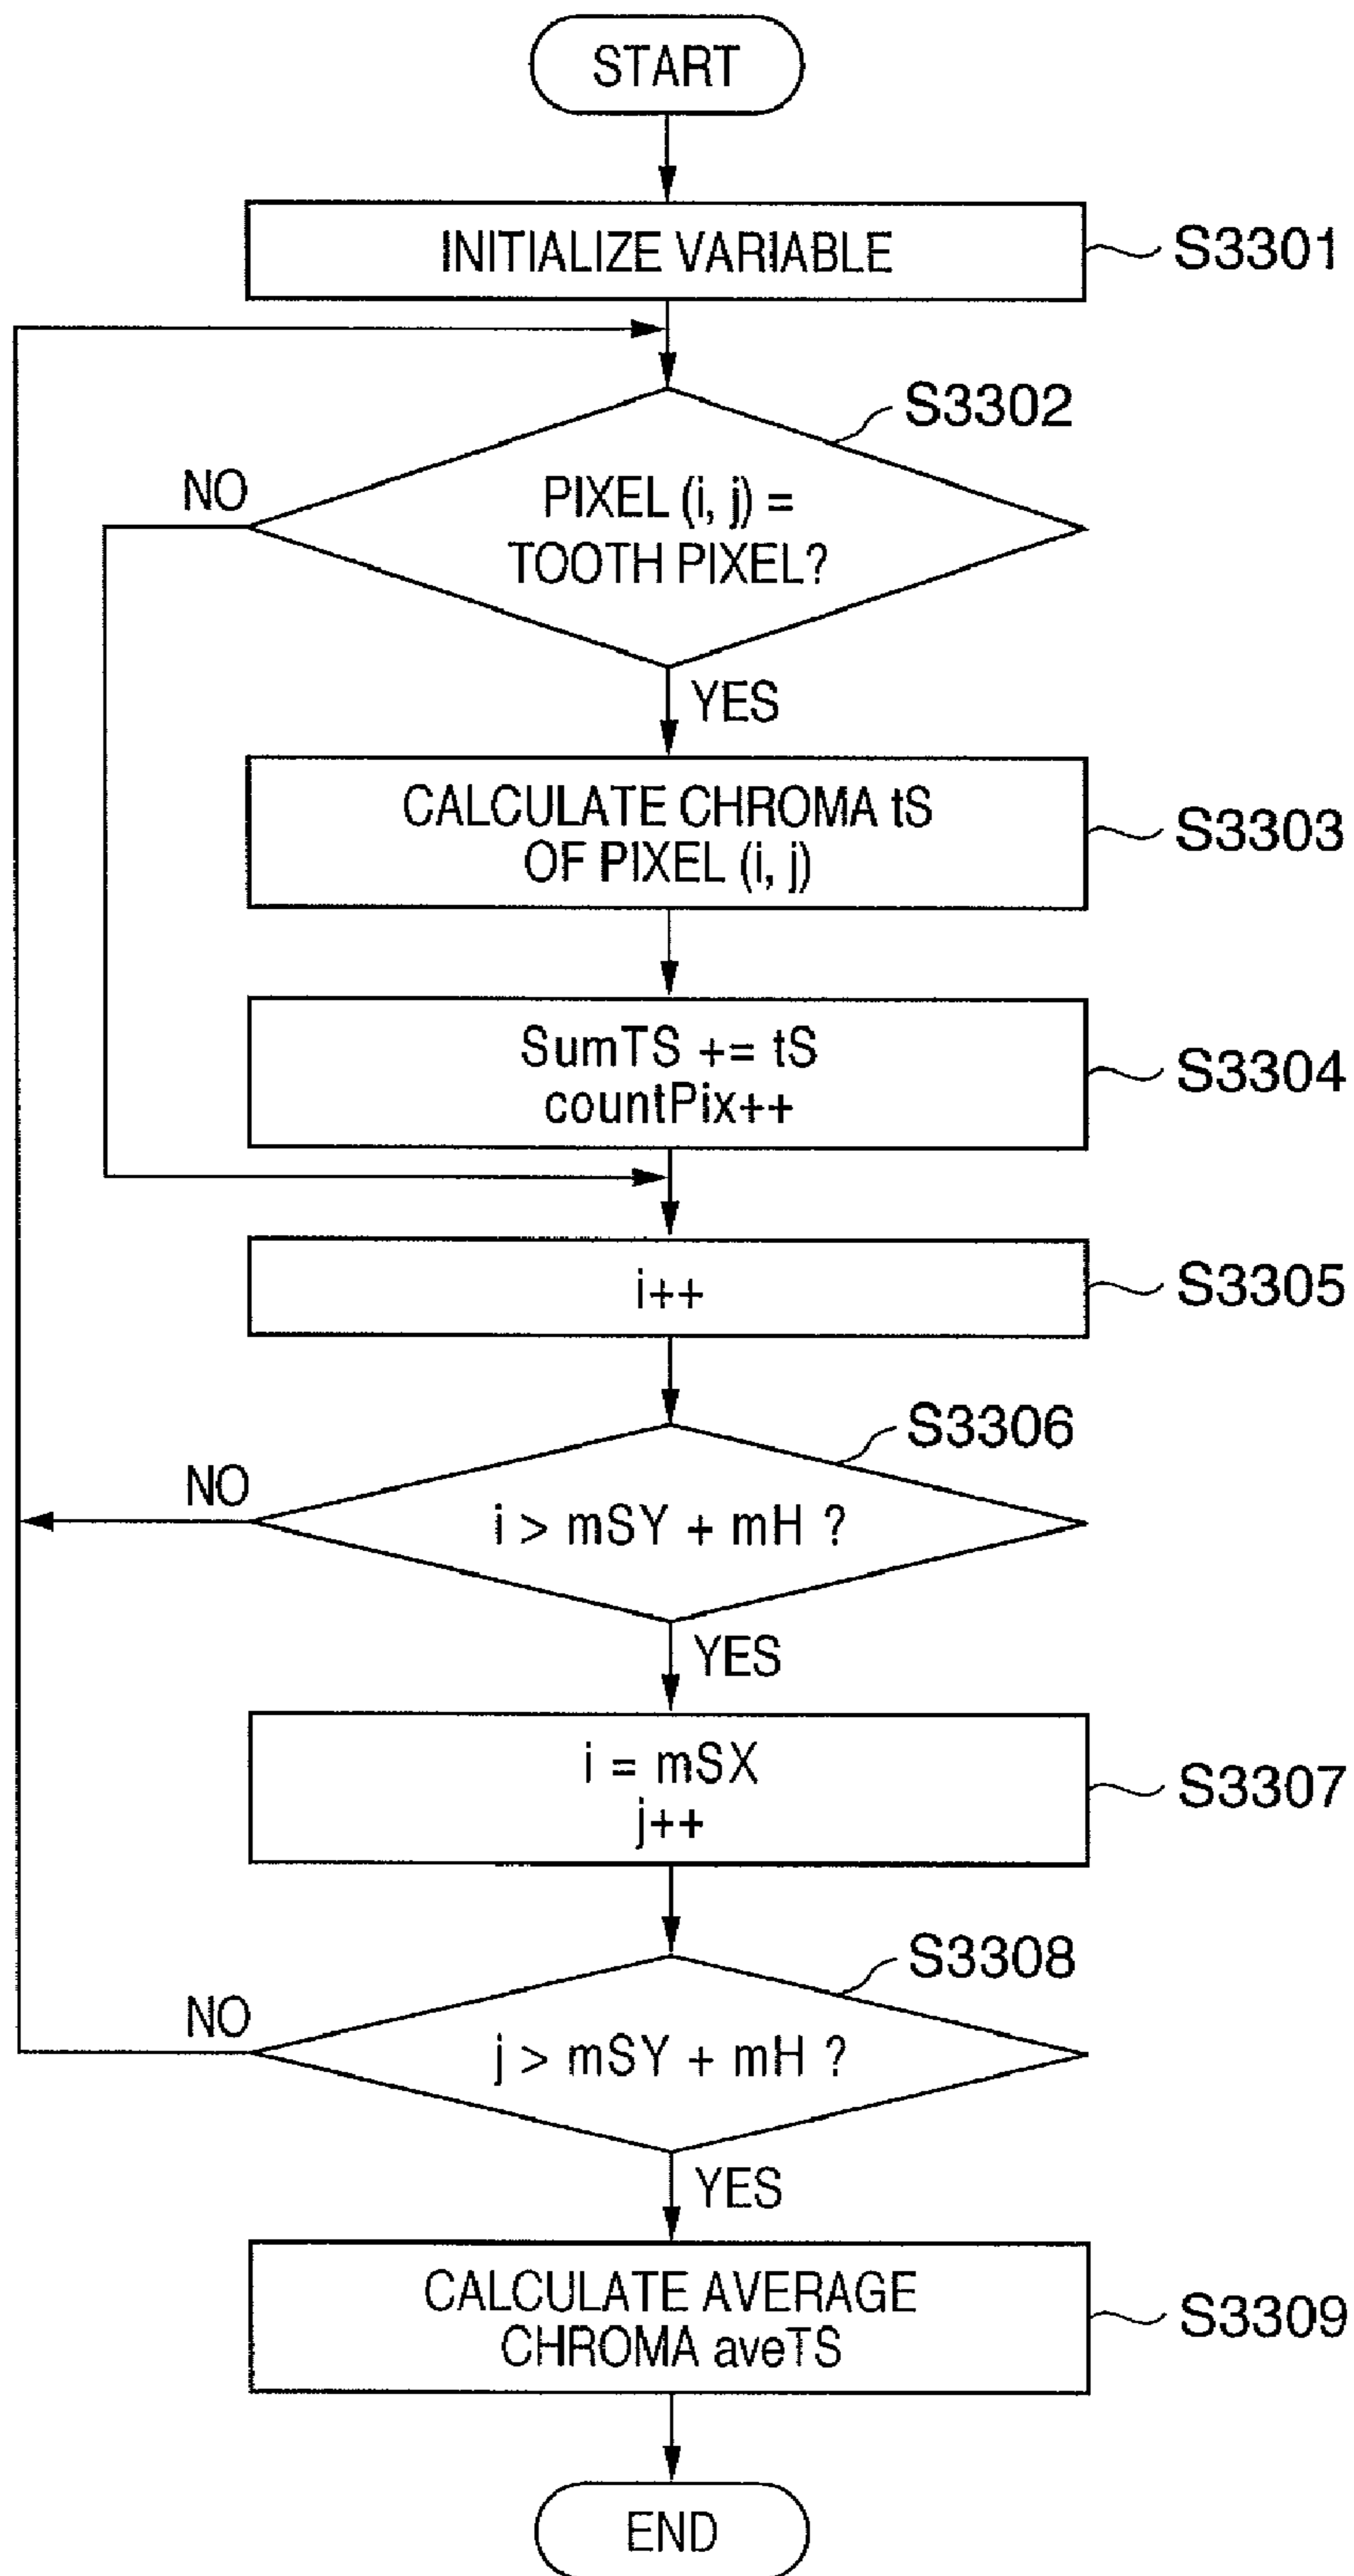 START
INITIALIZE VARIABLE
S3301
S3302
NO
PIXEL (i, j) =
TOOTH PIXEL?
YES
CALCULATE CHROMA tS
OF PIXEL (i, j)
S3303
SumTS += tS
countPix++
S3304
i++
S3305
S3306
NO
i > mSY + mH ?
YES
i = mSX
j++
S3307
S3308
NO
j > mSY + mH ?
YES
CALCULATE AVERAGE
CHROMA aveTS
S3309
END